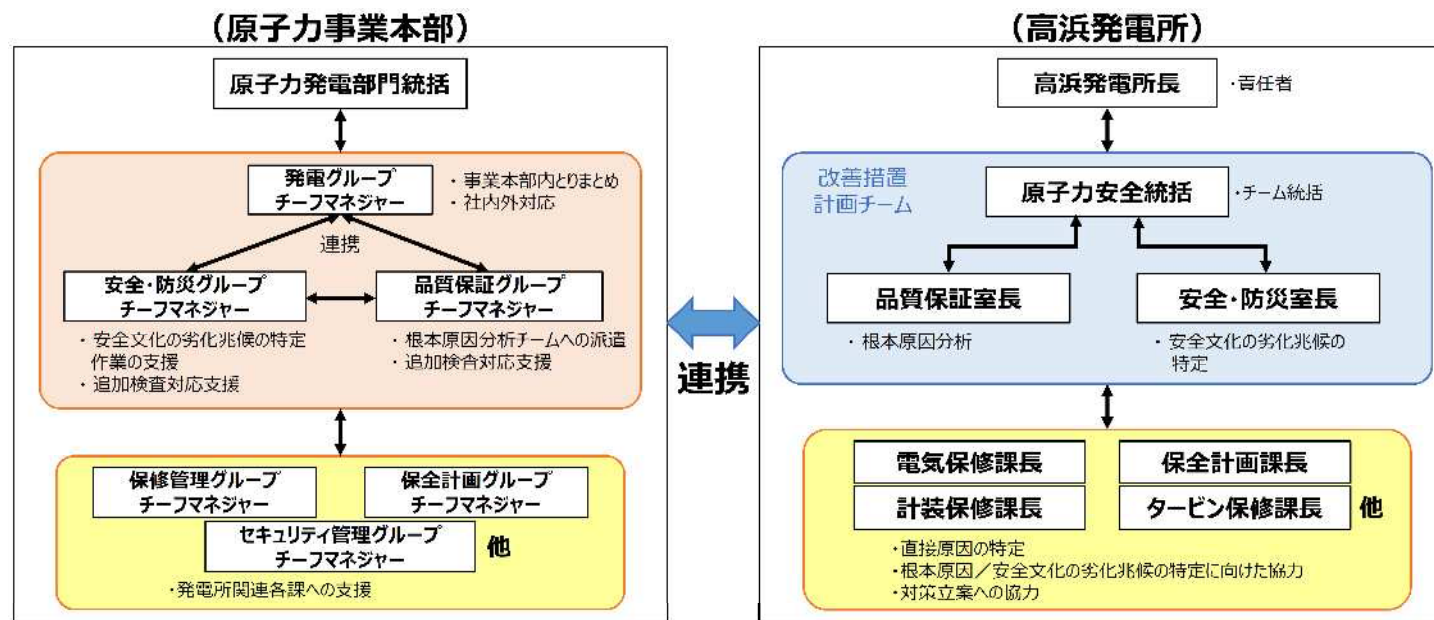 （原子力事業本部）
原子力発電部門統括
発電グループ
チーフマネジャー
・事業本部内とりまとめ
・社内外対応
連携
安全・防災グループ
チーフマネジャー
・安全文化の劣化兆候の特定
作業の支援
・追加検査対応支援
品質保証グループ
チーフマネジャー
・根本原因分析チームへの派遣
・追加検査対応支援
保修管理グループ
チーフマネジャー
保全計画グループ
チーフマネジャー
セキュリティ管理グループ
チーフマネジャー
他
・発電所関連各課への支援
連携
（高浜発電所）
高浜発電所長
・責任者
改善措置
計画チーム
原子力安全統括
・チーム統括
品質保証室長
・根本原因分析
安全・防災室長
・安全文化の劣化兆候の
特定
電気保修課長
保全計画課長
計装保修課長
タービン保修課長
他
・直接原因の特定
・根本原因／安全文化の劣化兆候の特定に向けた協力
・対策立案への協力